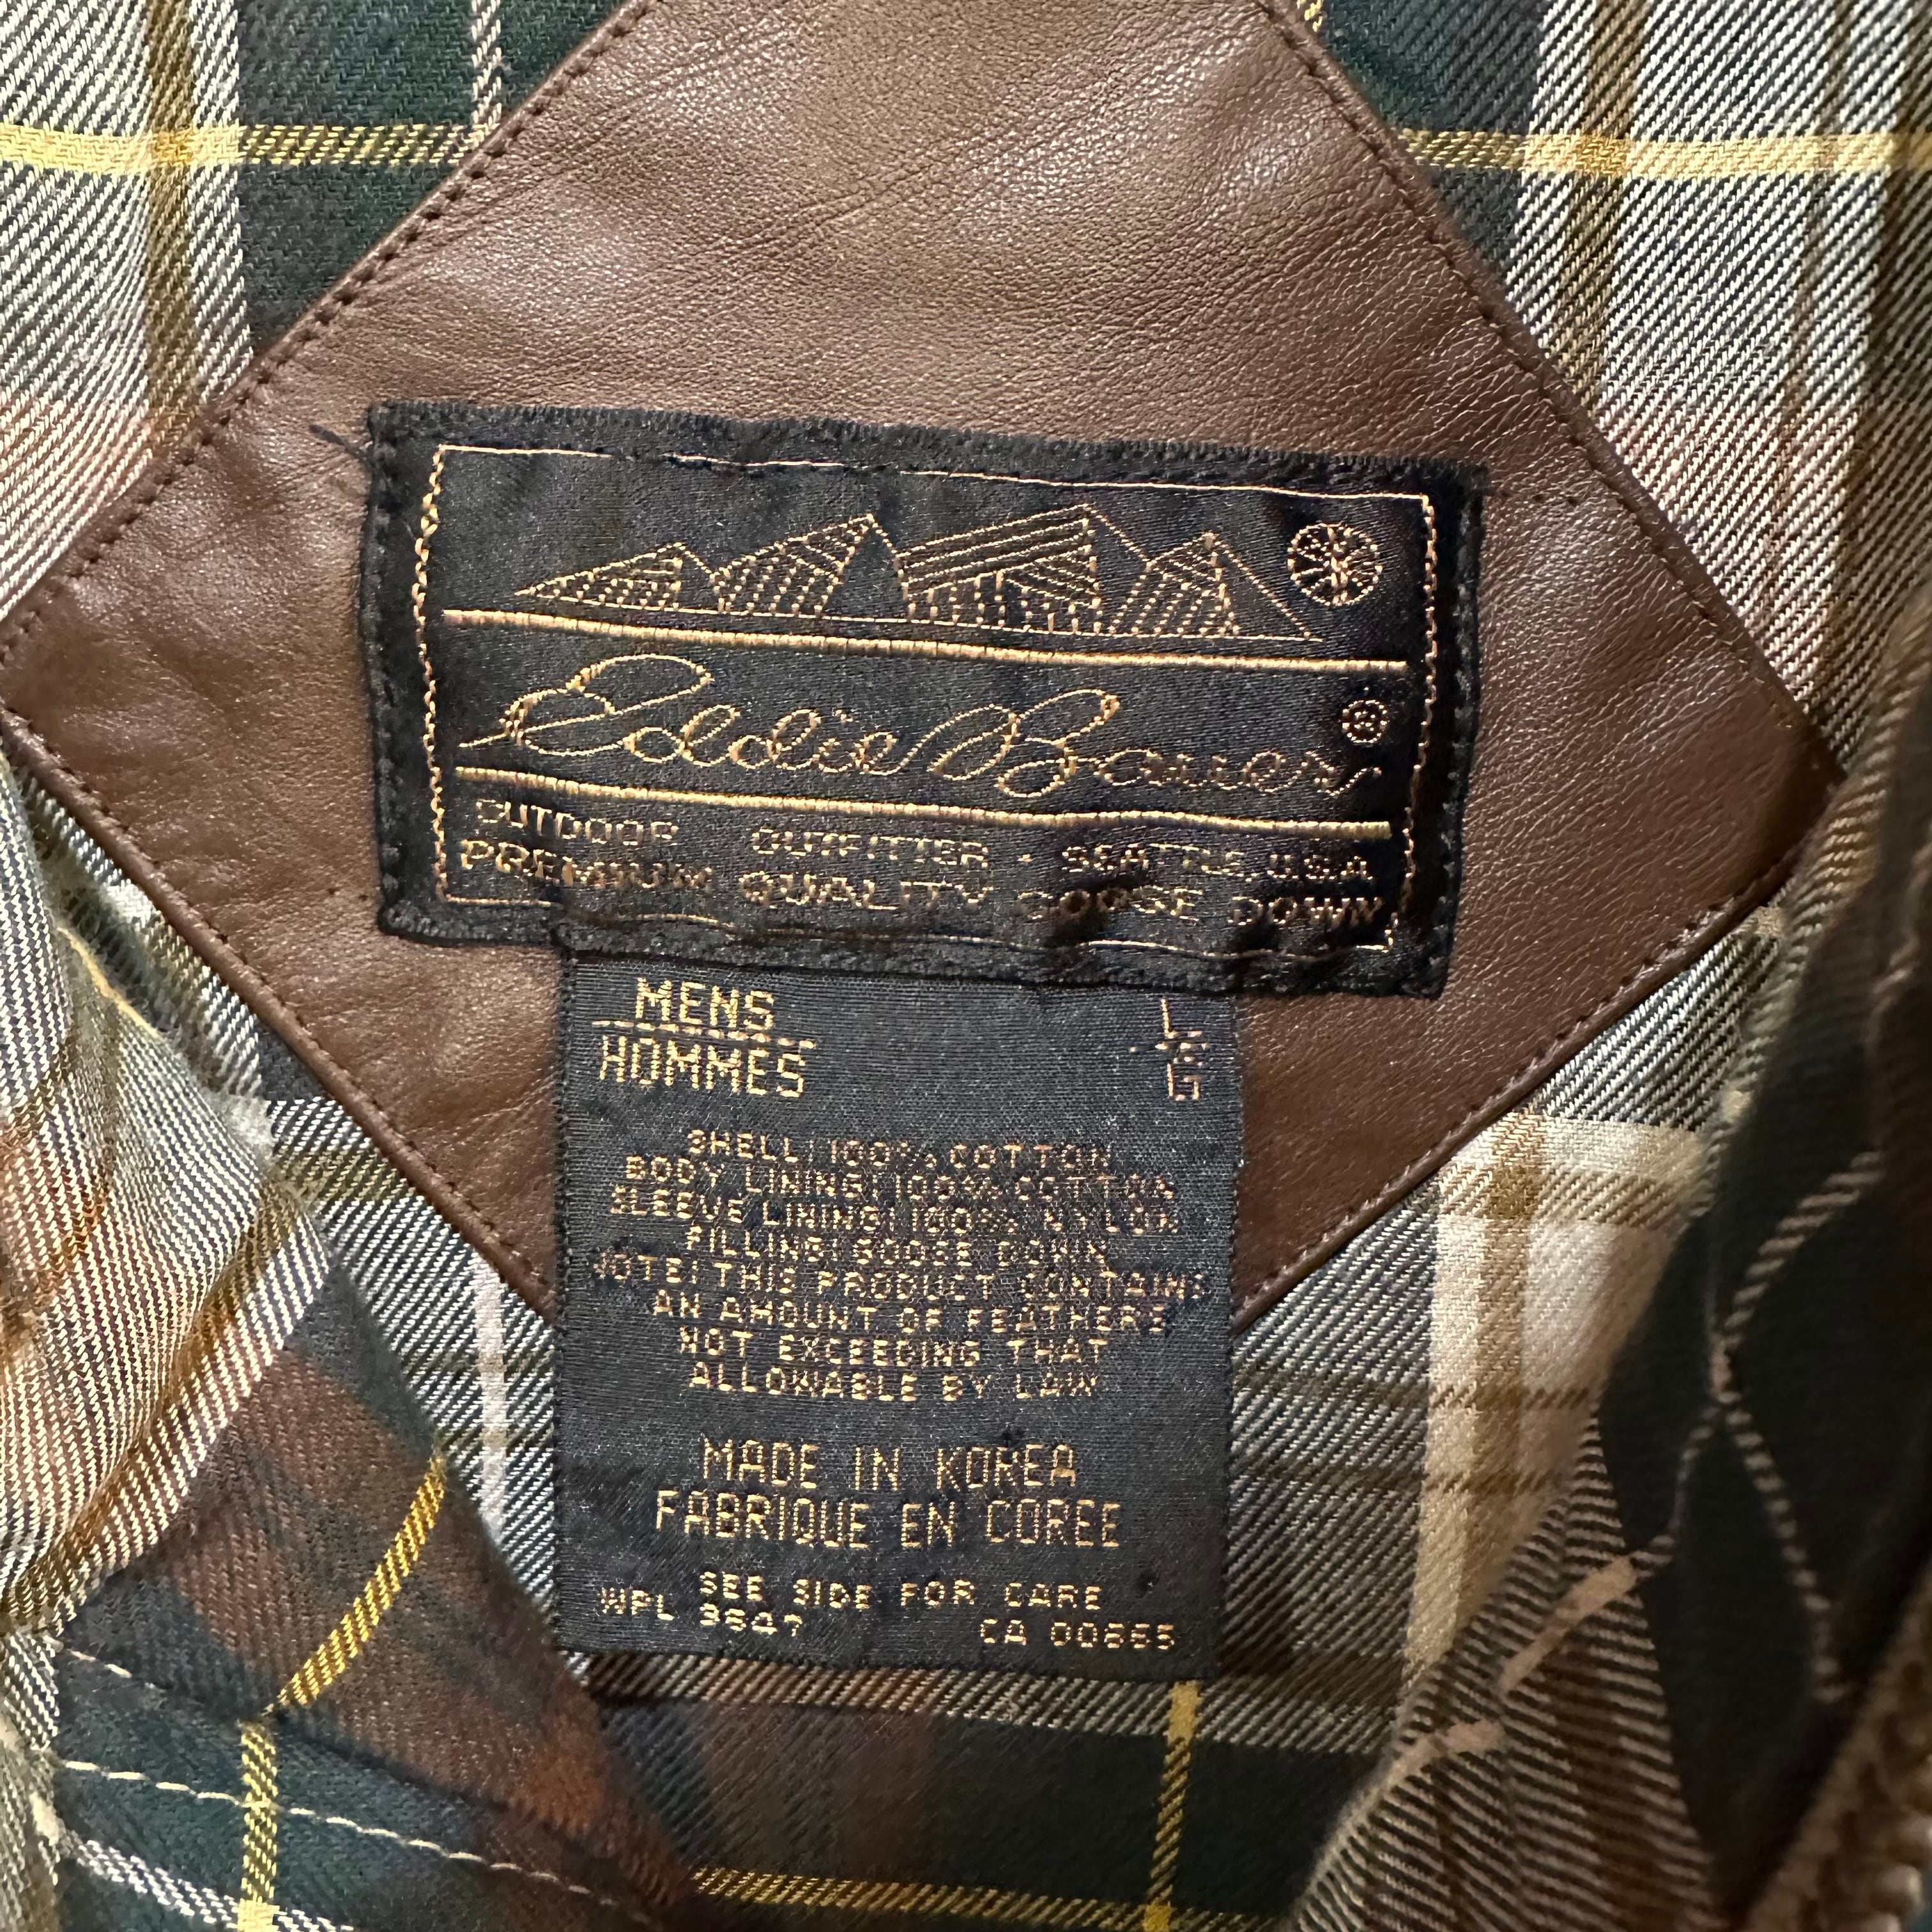 Eddie Bauer ®
OUTDOOR OUTFITTER - SEATTLE, USA
PREMIUM QUALITY GOOSE DOWN
MENS L
HOMMES G
SHELL: 100% COTTON
BODY LINING: 100% COTTON
SLEEVE LINING: 100% NYLON
FILLING: GOOSE DOWN
NOTE: THIS PRODUCT CONTAINS
AN AMOUNT OF FEATHERS
NOT EXCEEDING THAT
ALLOWABLE BY LAW
MADE IN KOREA
FABRIQUE EN COREE
SEE SIDE FOR CARE
WPL 3647 CA 00885